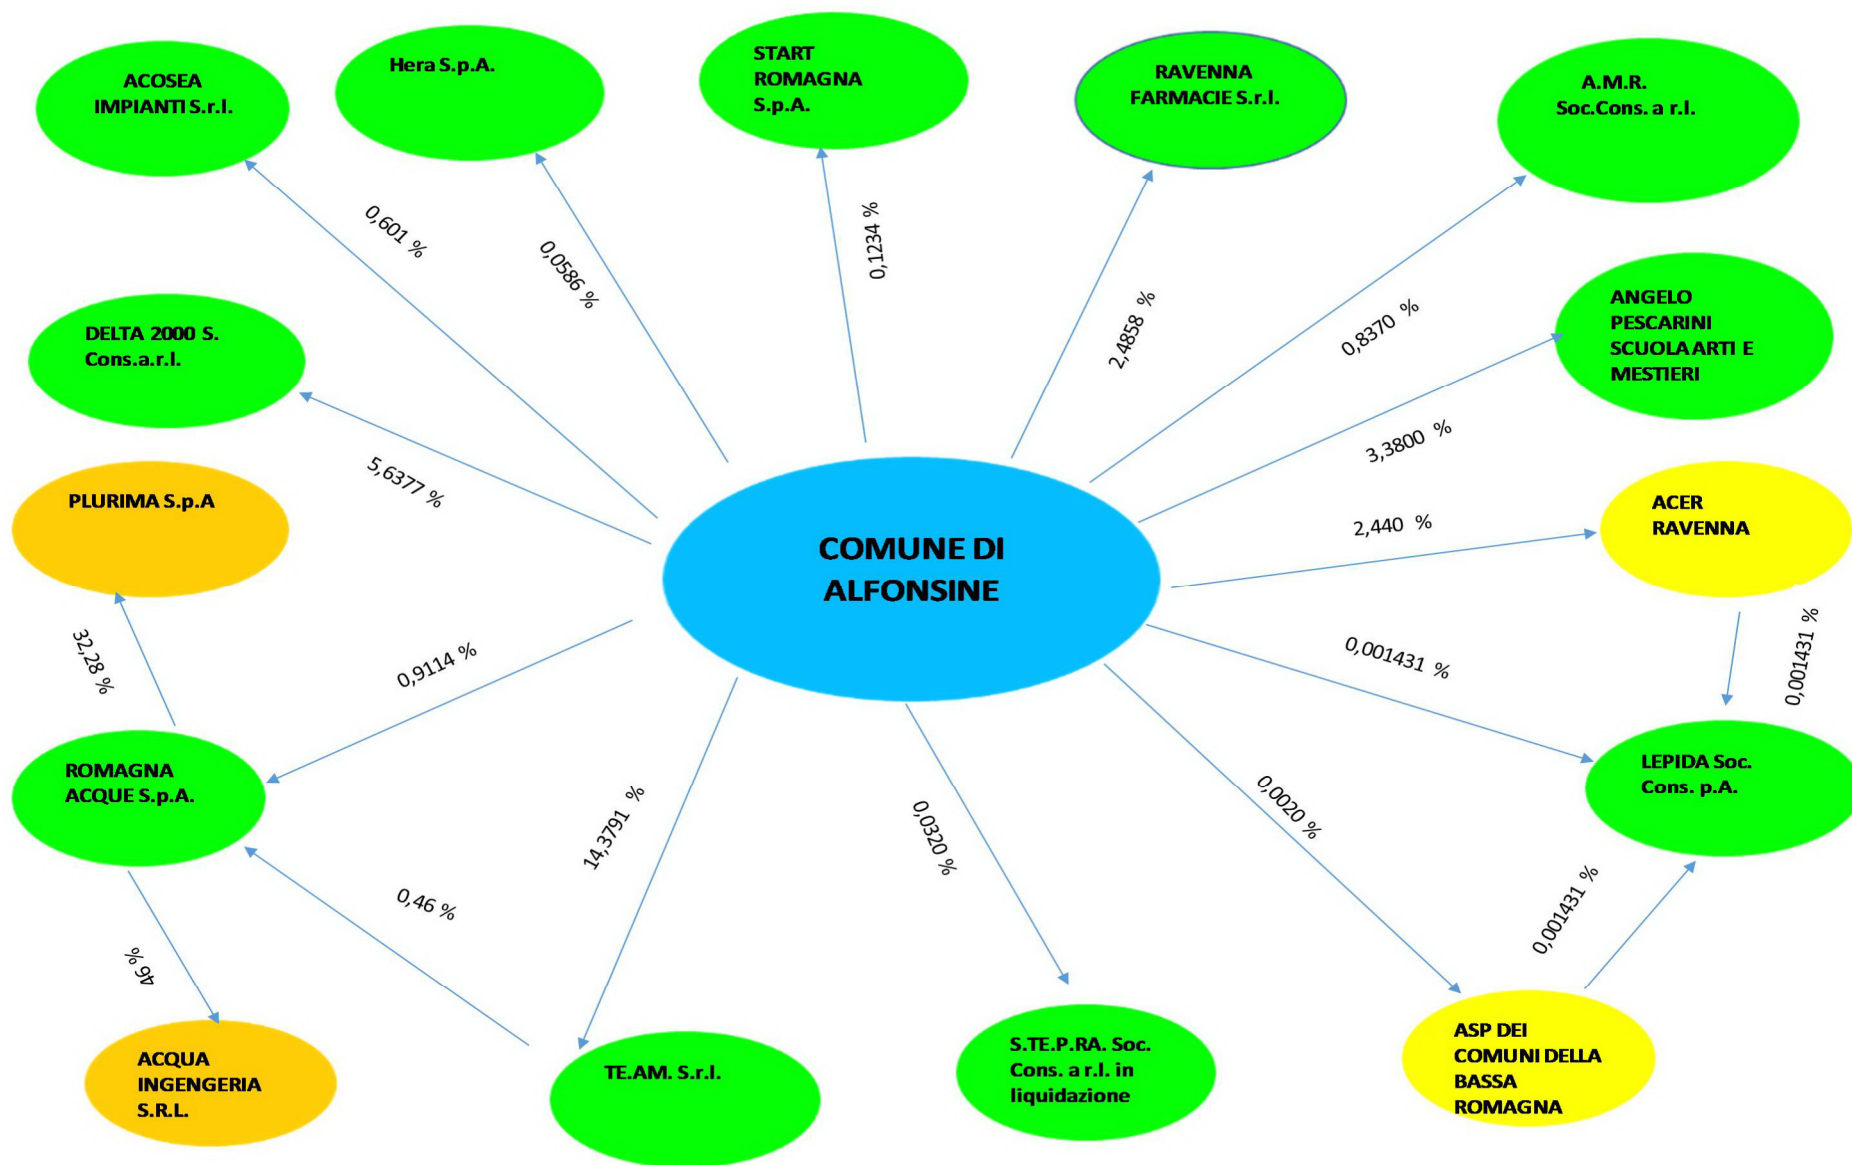 ACOSEA
IMPIANTI S.r.l.
Hera S.p.A.
START
ROMAGNA
S.p.A.
RAVENNA
FARMACIE S.r.l.
A.M.R.
Soc.Cons. a r.l.
0,601 %
0,0586 %
0,1234 %
2,4858 %
0,8370 %
DELTA 2000 S.
Cons.a.r.l.
ANGELO
PESCARINI
SCUOLA ARTI E
MESTIERI
5,6377 %
3,3800 %
PLURIMA S.p.A
COMUNE DI
ALFONSINE
2,440 %
ACER
RAVENNA
32,28 %
0,9114 %
0,001431 %
0,001431 %
ROMAGNA
ACQUE S.p.A.
LEPIDA Soc.
Cons. p.A.
14,3791 %
0,0320 %
0,0020 %
0,46 %
0,001431 %
46 %
ACQUA
INGENGERIA
S.R.L.
TE.AM. S.r.l.
S.TE.P.RA. Soc.
Cons. a r.l. in
liquidazione
ASP DEI
COMUNI DELLA
BASSA
ROMAGNA